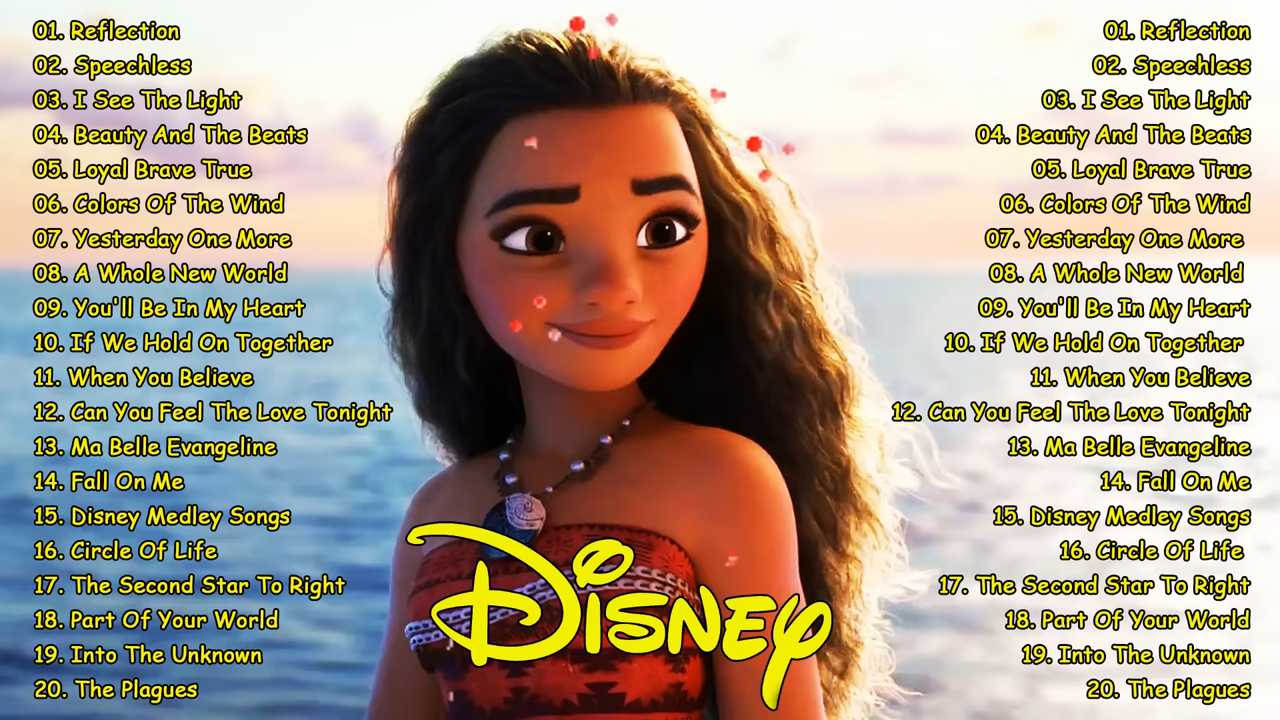 01. Reflection
02. Speechless
03. I See The Light
04. Beauty And The Beats
05. Loyal Brave True
06. Colors Of The Wind
07. Yesterday One More
08. A Whole New World
09. You'll Be In My Heart
10. If We Hold On Together
11. When You Believe
12. Can You Feel The Love Tonight
13. Ma Belle Evangeline
14. Fall On Me
15. Disney Medley Songs
16. Circle Of Life
17. The Second Star To Right
18. Part Of Your World
19. Into The Unknown
20. The Plagues
Disney
01. Reflection
02. Speechless
03. I See The Light
04. Beauty And The Beats
05. Loyal Brave True
06. Colors Of The Wind
07. Yesterday One More
08. A Whole New World
09. You'll Be In My Heart
10. If We Hold On Together
11. When You Believe
12. Can You Feel The Love Tonight
13. Ma Belle Evangeline
14. Fall On Me
15. Disney Medley Songs
16. Circle Of Life
17. The Second Star To Right
18. Part Of Your World
19. Into The Unknown
20. The Plagues